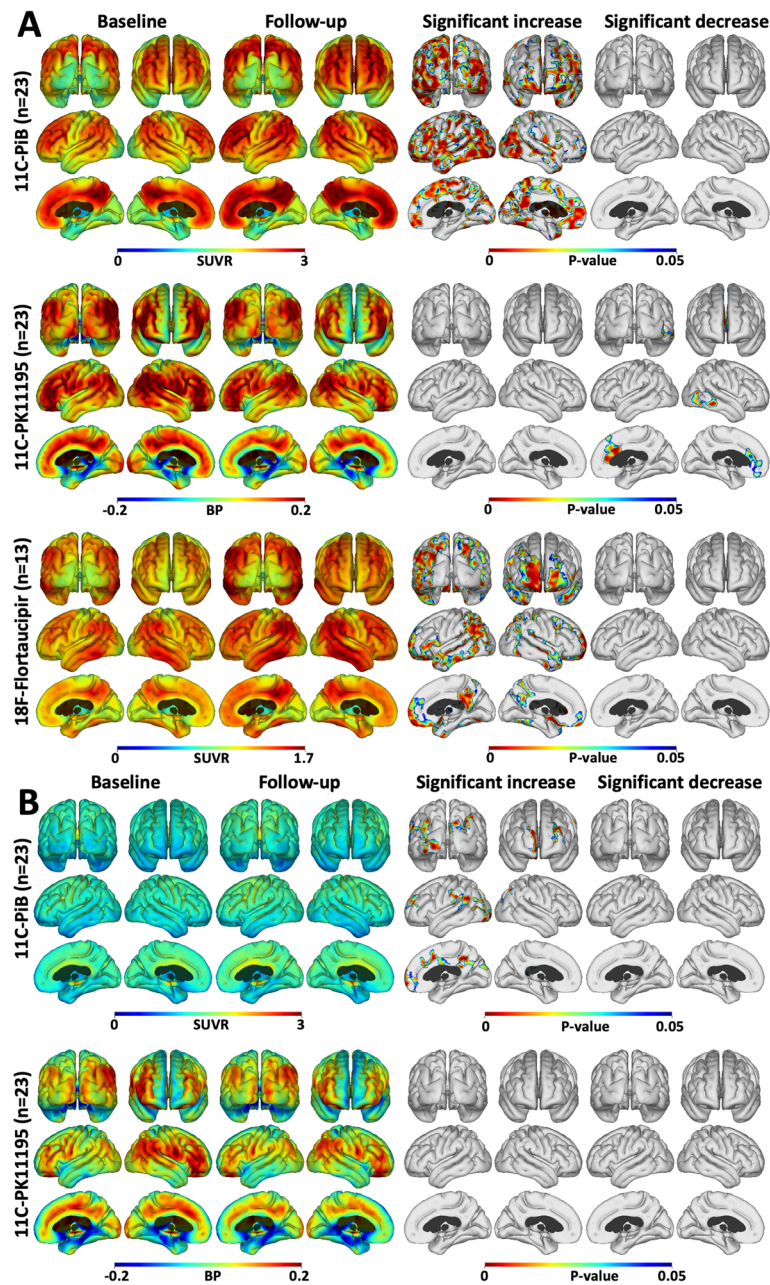 A
Baseline Follow-up Significant increase Significant decrease
11C-PiB (n=23)
0 SUVR 3 0 P-value 0.05
11C-PK11195 (n=23)
-0.2 BP 0.2 0 P-value 0.05
18F-Flortaucipir (n=13)
0 SUVR 1.7 0 P-value 0.05
B
Baseline Follow-up Significant increase Significant decrease
11C-PiB (n=23)
0 SUVR 3 0 P-value 0.05
11C-PK11195 (n=23)
-0.2 BP 0.2 0 P-value 0.05